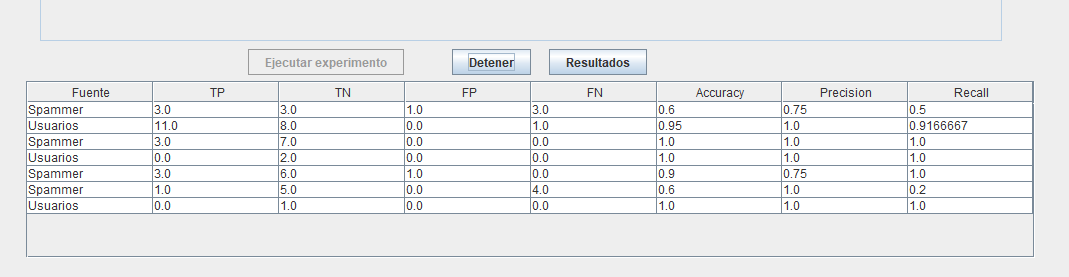 Ejecutar experimento Detener Resultados
Fuente TP TN FP FN Accuracy Precision Recall
Spammer 3.0 3.0 1.0 3.0 0.6 0.75 0.5
Usuarios 11.0 8.0 0.0 1.0 0.95 1.0 0.9166667
Spammer 3.0 7.0 0.0 0.0 1.0 1.0 1.0
Usuarios 0.0 2.0 0.0 0.0 1.0 1.0 1.0
Spammer 3.0 6.0 1.0 0.0 0.9 0.75 1.0
Spammer 1.0 5.0 0.0 4.0 0.6 1.0 0.2
Usuarios 0.0 1.0 0.0 0.0 1.0 1.0 1.0